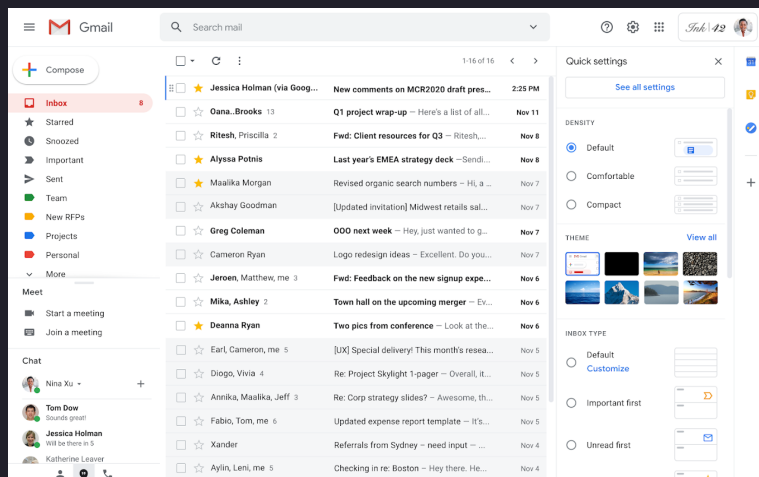 Gmail
Search mail
Ink 42
Compose
Inbox 8
Starred
Snoozed
Important
Sent
Team
New RFPs
Projects
Personal
More
Meet
Start a meeting
Join a meeting
Chat
Nina Xu
Tom Dow
Sounds great!
Jessica Holman
Will be there in 5
Katherine Leaver
1-16 of 16
Jessica Holman (via Goog... New comments on MCR2020 draft pres... 2:25 PM
Oana..Brooks 13 Q1 project wrap-up – Here's a list of all... Nov 11
Ritesh, Priscilla 2 Fwd: Client resources for Q3 – Ritesh,... Nov 8
Alyssa Potnis Last year's EMEA strategy deck –Sendi... Nov 8
Maalika Morgan Revised organic search numbers – Hi, a ... Nov 7
Akshay Goodman [Updated invitation] Midwest retails sal... Nov 7
Greg Coleman OOO next week – Hey, just wanted to g... Nov 7
Cameron Ryan Logo redesign ideas – Excellent. Do you... Nov 7
Jeroen, Matthew, me 3 Fwd: Feedback on the new signup expe... Nov 6
Mika, Ashley 2 Town hall on the upcoming merger – Ev... Nov 6
Deanna Ryan Two pics from conference – Look at the... Nov 6
Earl, Cameron, me 5 [UX] Special delivery! This month's resea... Nov 5
Diogo, Vivia 4 Re: Project Skylight 1-pager – Overall, it... Nov 5
Annika, Maalika, Jeff 3 Re: Corp strategy slides? – Awesome, th... Nov 5
Fabio, Tom, me 6 Updated expense report template – It's... Nov 5
Xander Referrals from Sydney – need input – ... Nov 4
Aylin, Leni, me 5 Checking in re: Boston – Hey there. He... Nov 4
Quick settings
See all settings
DENSITY
Default
Comfortable
Compact
THEME View all
INBOX TYPE
Default
Customize
Important first
Unread first